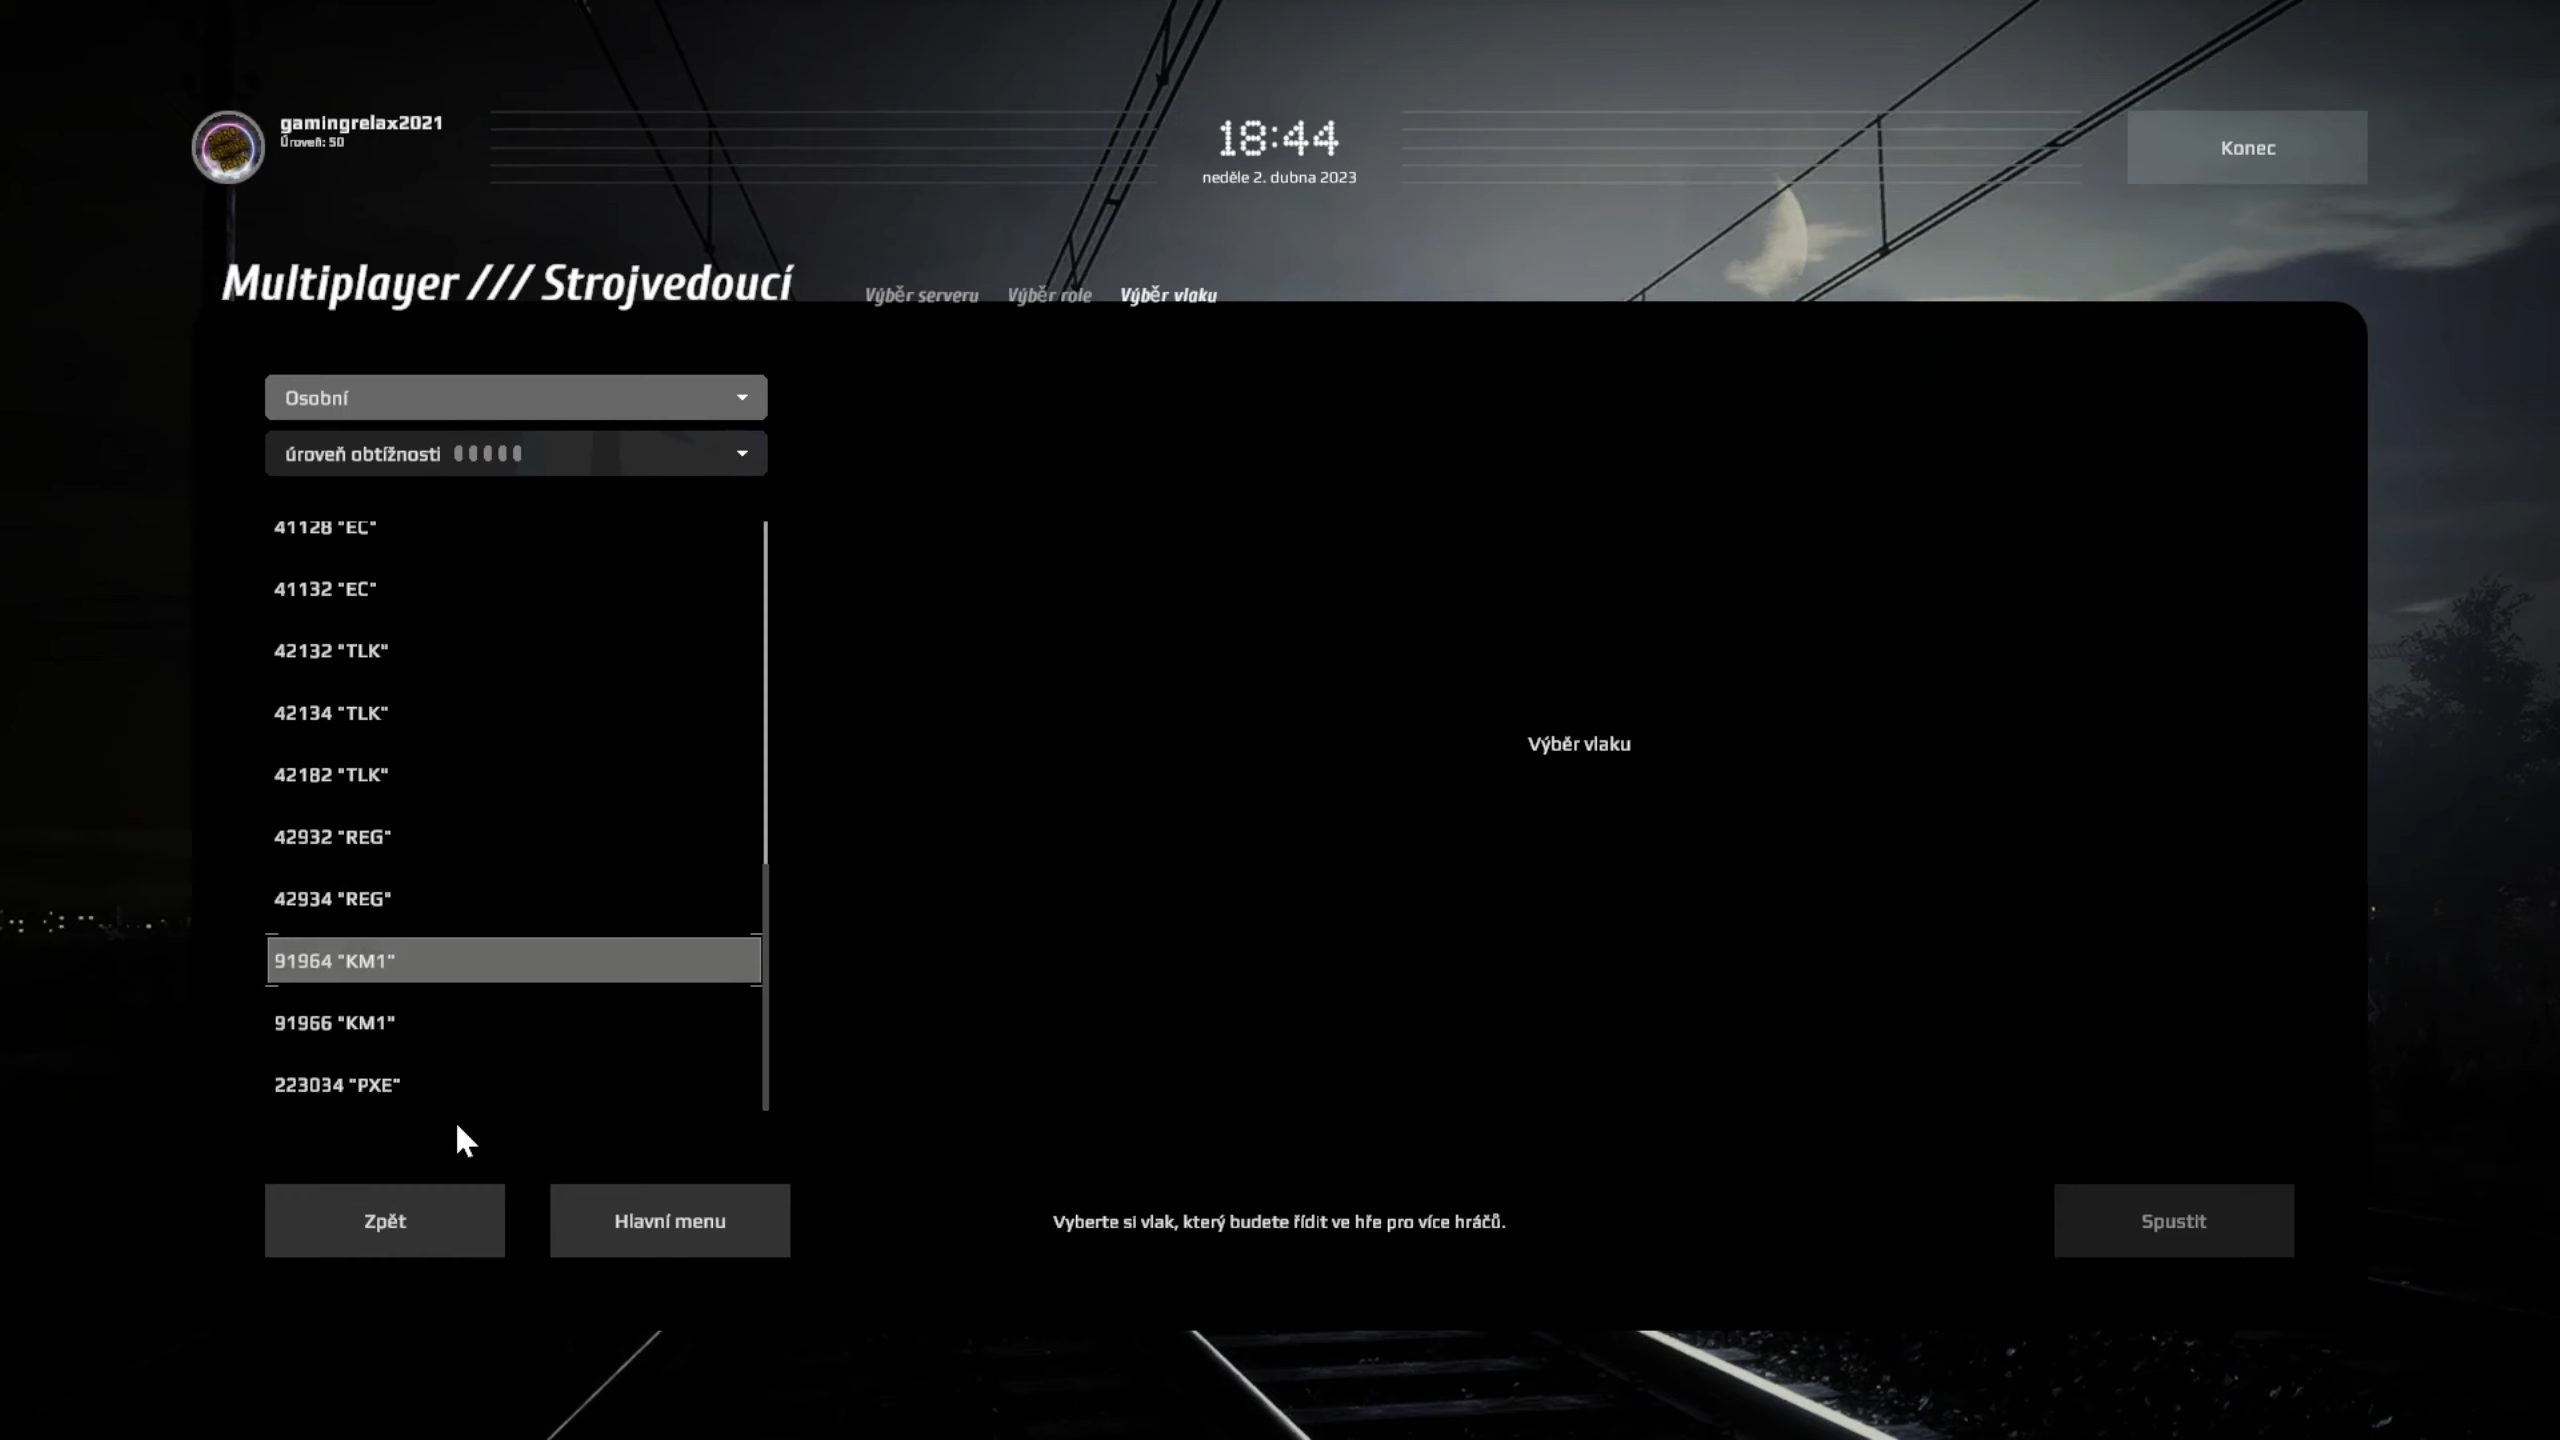 gamingrelax2021
Úroveň: 50
18:44
neděle 2. dubna 2023
Konec
Multiplayer /// Strojvedoucí
Výběr serveru
Výběr role
Výběr vlaku
Osobní
úroveň obtížnosti
41128 "EC"
41132 "EC"
42132 "TLK"
42134 "TLK"
42182 "TLK"
42932 "REG"
42934 "REG"
91964 "KM1"
91966 "KM1"
223034 "PXE"
Výběr vlaku
Zpět
Hlavní menu
Vyberte si vlak, který budete řídit ve hře pro více hráčů.
Spustit